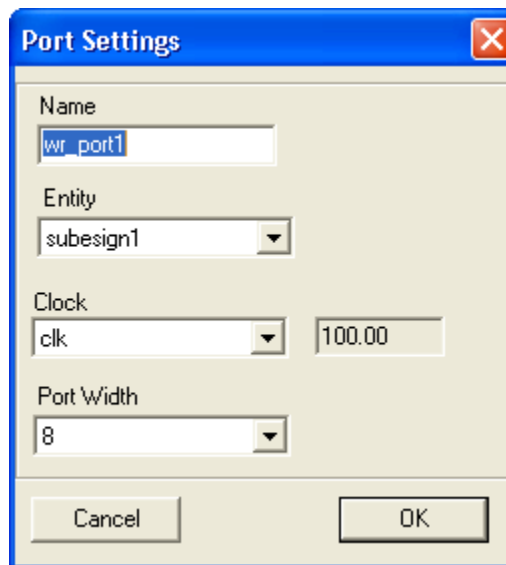 Port Settings
Name
wr_port1
Entity
subesign1
Clock
clk
100.00
Port Width
8
Cancel
OK